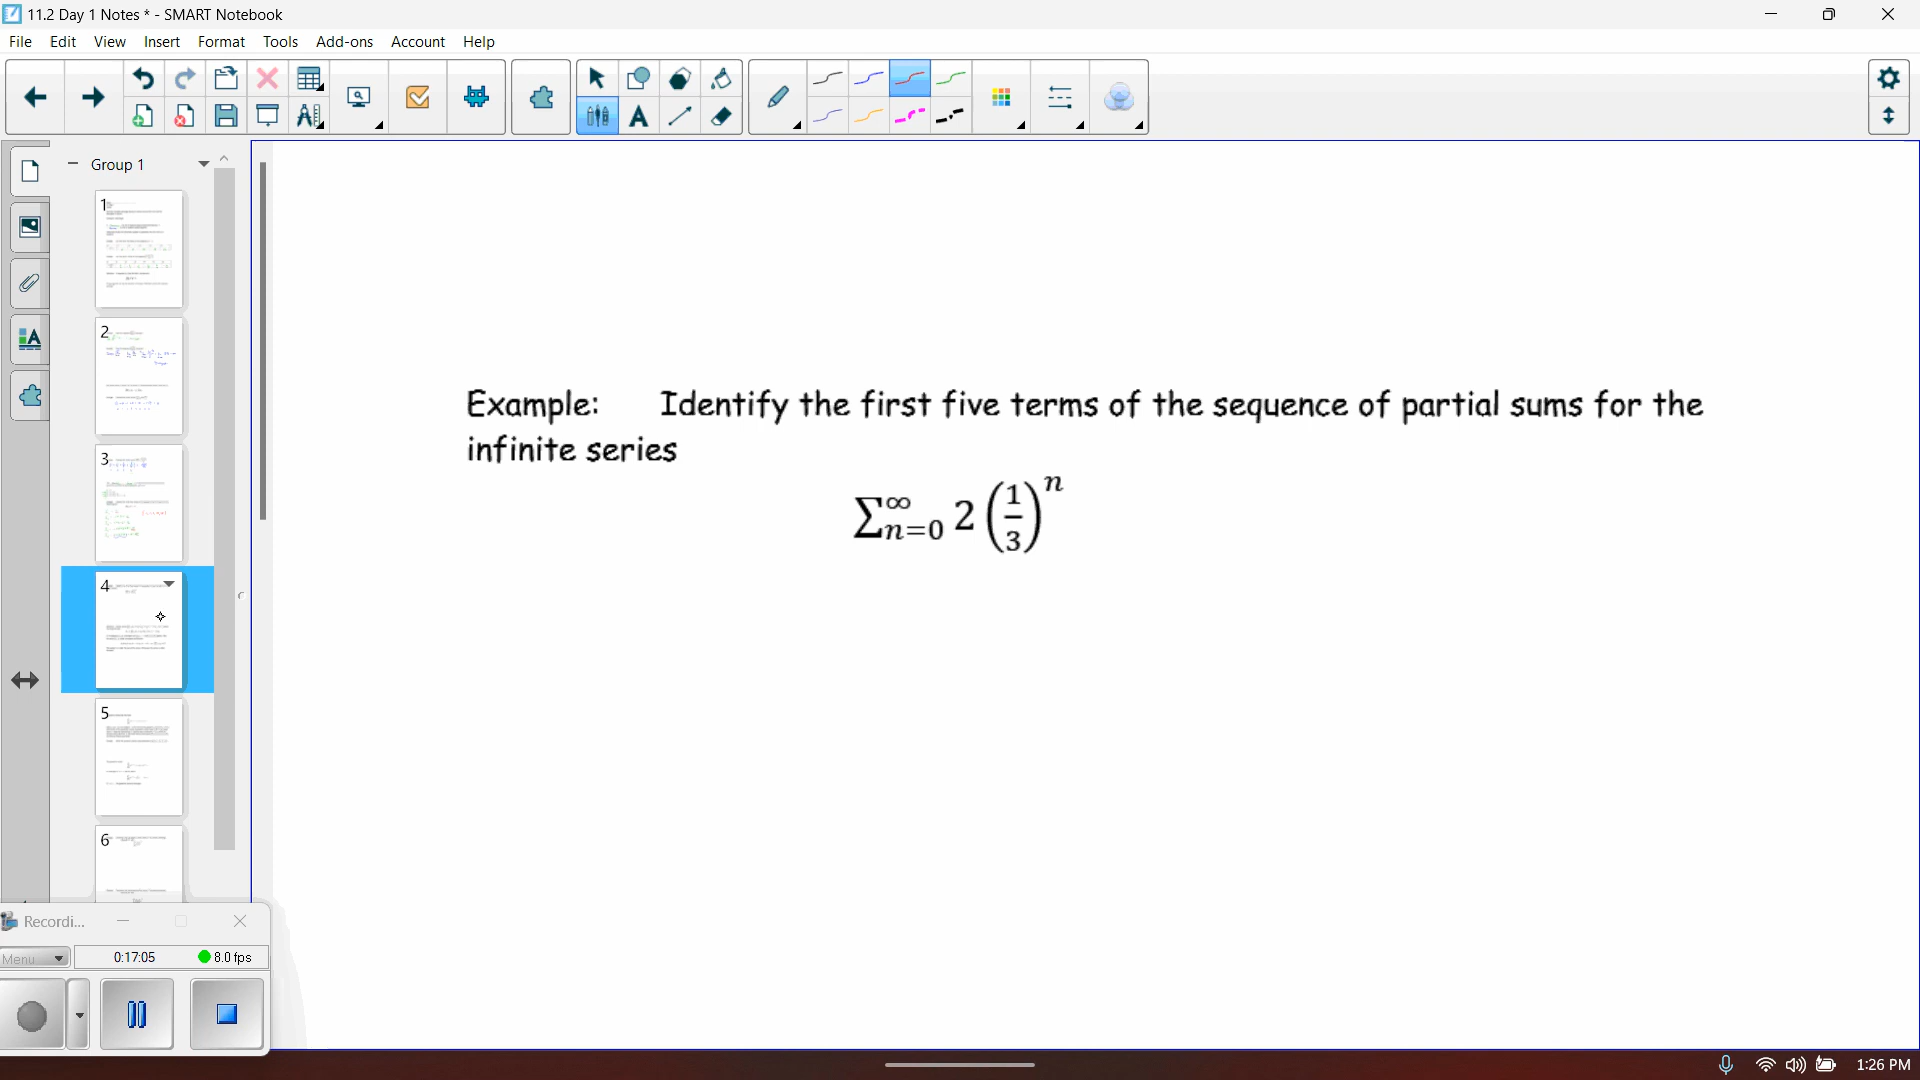 11.2 Day 1 Notes * - SMART Notebook
File Edit View Insert Format Tools Add-ons Account Help
Group 1
1
2
3
4
5
6
Example: Identify the first five terms of the sequence of partial sums for the
infinite series
∑_{n=0}^{∞} 2 (1/3)^n
Recordi...
Menu 0:17:05 8.0 fps
1:26 PM